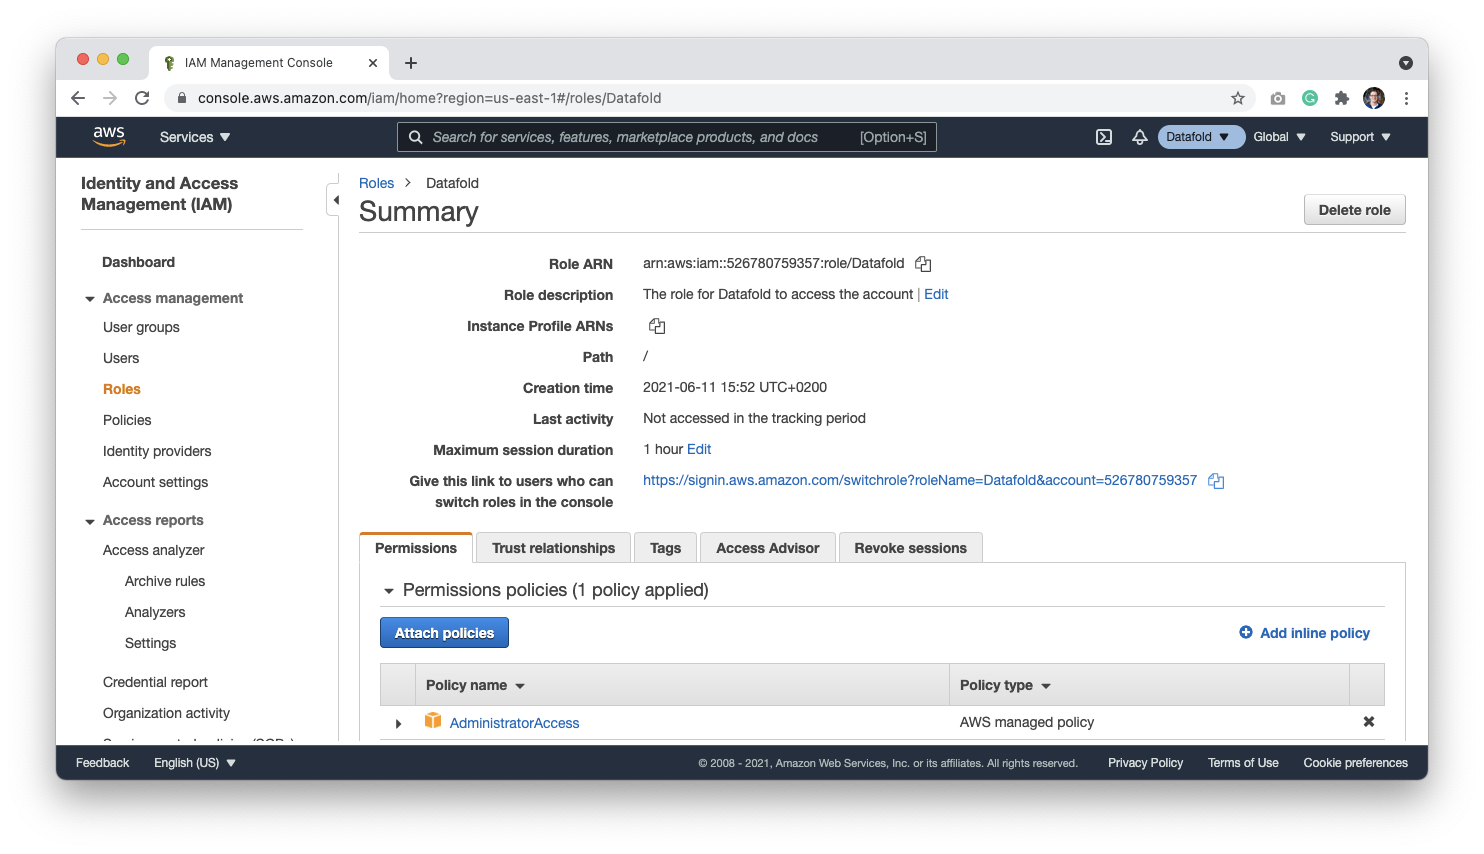 IAM Management Console
console.aws.amazon.com/iam/home?region=us-east-1#/roles/Datafold
aws
Services
Search for services, features, marketplace products, and docs [Option+S]
Datafold
Global
Support
Identity and Access
Management (IAM)
Dashboard
Access management
User groups
Users
Roles
Policies
Identity providers
Account settings
Access reports
Access analyzer
Archive rules
Analyzers
Settings
Credential report
Organization activity
Roles > Datafold
Summary
Delete role
Role ARN arn:aws:iam::526780759357:role/Datafold
Role description The role for Datafold to access the account | Edit
Instance Profile ARNs
Path /
Creation time 2021-06-11 15:52 UTC+0200
Last activity Not accessed in the tracking period
Maximum session duration 1 hour Edit
Give this link to users who can
switch roles in the console
https://signin.aws.amazon.com/switchrole?roleName=Datafold&account=526780759357
Permissions
Trust relationships
Tags
Access Advisor
Revoke sessions
Permissions policies (1 policy applied)
Attach policies
Add inline policy
Policy name
Policy type
AdministratorAccess
AWS managed policy
Feedback
English (US)
© 2008 - 2021, Amazon Web Services, Inc. or its affiliates. All rights reserved.
Privacy Policy
Terms of Use
Cookie preferences